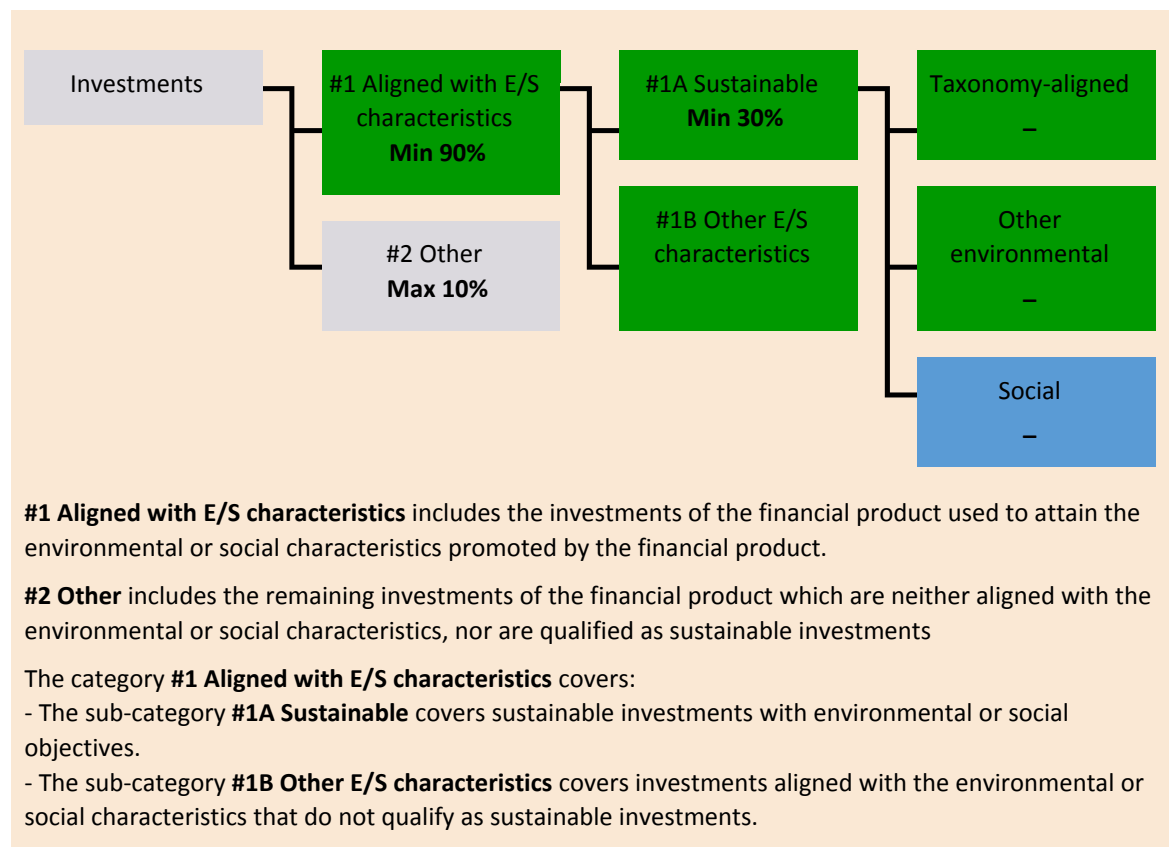 Investments
#1 Aligned with E/S
characteristics
Min 90%
#2 Other
Max 10%
#1A Sustainable
Min 30%
#1B Other E/S
characteristics
Taxonomy-aligned
–
Other
environmental
–
Social
–
#1 Aligned with E/S characteristics includes the investments of the financial product used to attain the
environmental or social characteristics promoted by the financial product.
#2 Other includes the remaining investments of the financial product which are neither aligned with the
environmental or social characteristics, nor are qualified as sustainable investments
The category #1 Aligned with E/S characteristics covers:
- The sub-category #1A Sustainable covers sustainable investments with environmental or social
objectives.
- The sub-category #1B Other E/S characteristics covers investments aligned with the environmental or
social characteristics that do not qualify as sustainable investments.